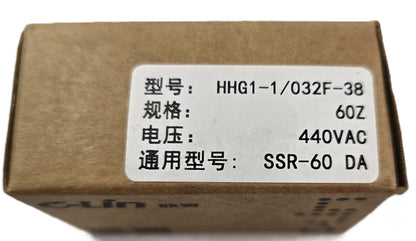 型号: HHG1-1/032F-38
规格: 60Z
电压: 440VAC
通用型号: SSR-60 DA